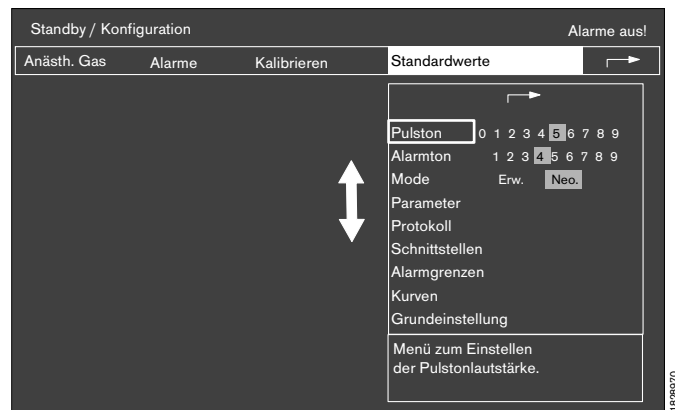 Standby / Konfiguration Alarme aus!
Anästh. Gas Alarme Kalibrieren Standardwerte
Pulston 0 1 2 3 4 5 6 7 8 9
Alarmton 1 2 3 4 5 6 7 8 9
Mode Erw. Neo.
Parameter
Protokoll
Schnittstellen
Alarmgrenzen
Kurven
Grundeinstellung
Menü zum Einstellen
der Pulstonlautstärke.
1828970